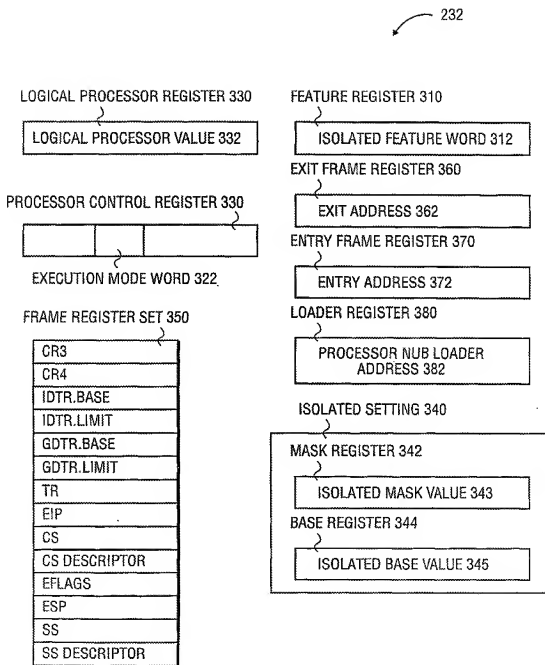 232
LOGICAL PROCESSOR REGISTER 330
LOGICAL PROCESSOR VALUE 332
PROCESSOR CONTROL REGISTER 330
EXECUTION MODE WORD 322
FRAME REGISTER SET 350
CR3
CR4
IDTR.BASE
IDTR.LIMIT
GDTR.BASE
GDTR.LIMIT
TR
EIP
CS
CS DESCRIPTOR
EFLAGS
ESP
SS
SS DESCRIPTOR
FEATURE REGISTER 310
ISOLATED FEATURE WORD 312
EXIT FRAME REGISTER 360
EXIT ADDRESS 362
ENTRY FRAME REGISTER 370
ENTRY ADDRESS 372
LOADER REGISTER 380
PROCESSOR NUB LOADER
ADDRESS 382
ISOLATED SETTING 340
MASK REGISTER 342
ISOLATED MASK VALUE 343
BASE REGISTER 344
ISOLATED BASE VALUE 345